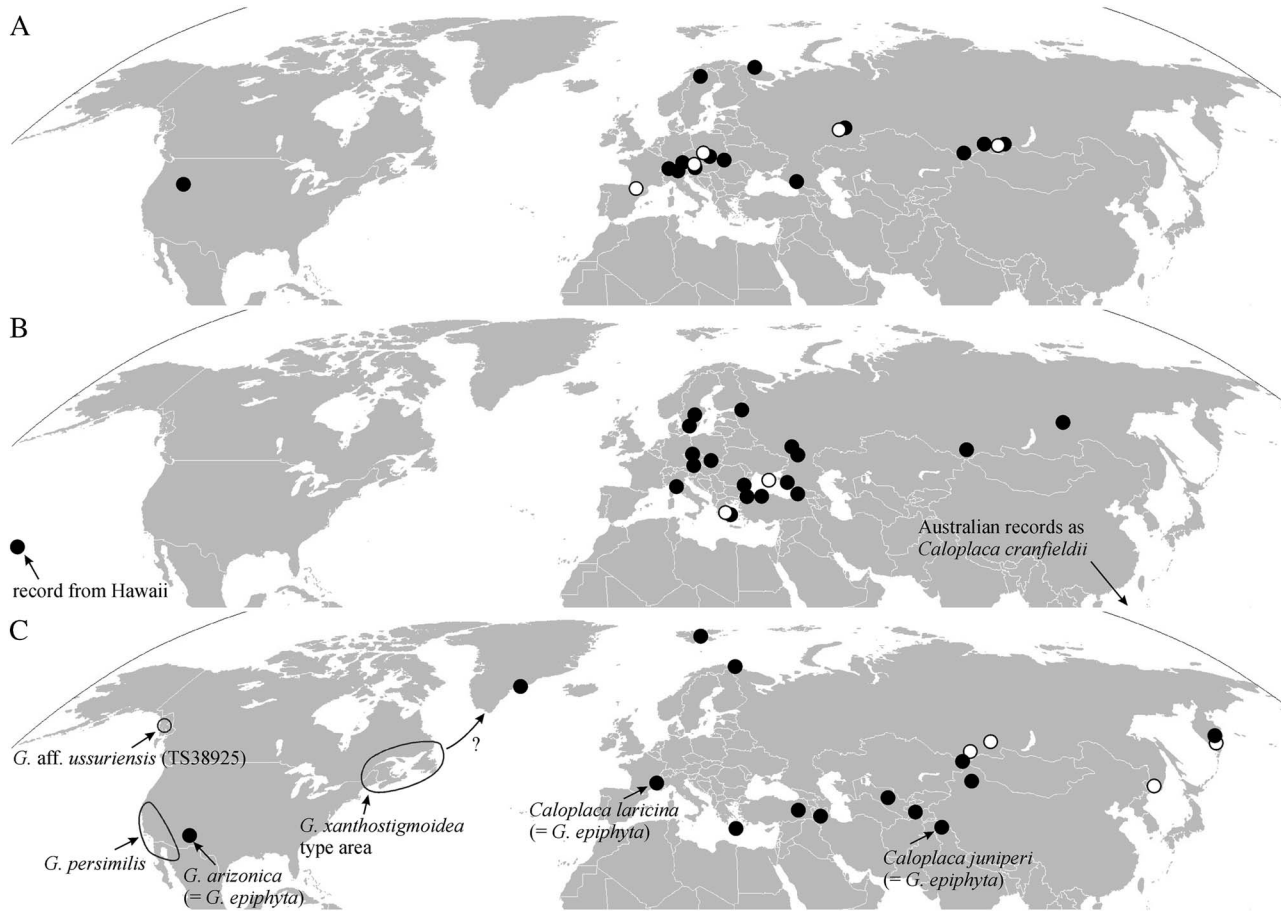 A
B
Australian records as
Caloplaca cranfieldii
record from Hawaii
C
G. aff. ussuriensis (TS38925)
?
G. xanthostigmoidea
type area
Caloplaca laricina
(= G. epiphyta)
Caloplaca juniperi
(= G. epiphyta)
G. persimilis
G. arizonica
(= G. epiphyta)